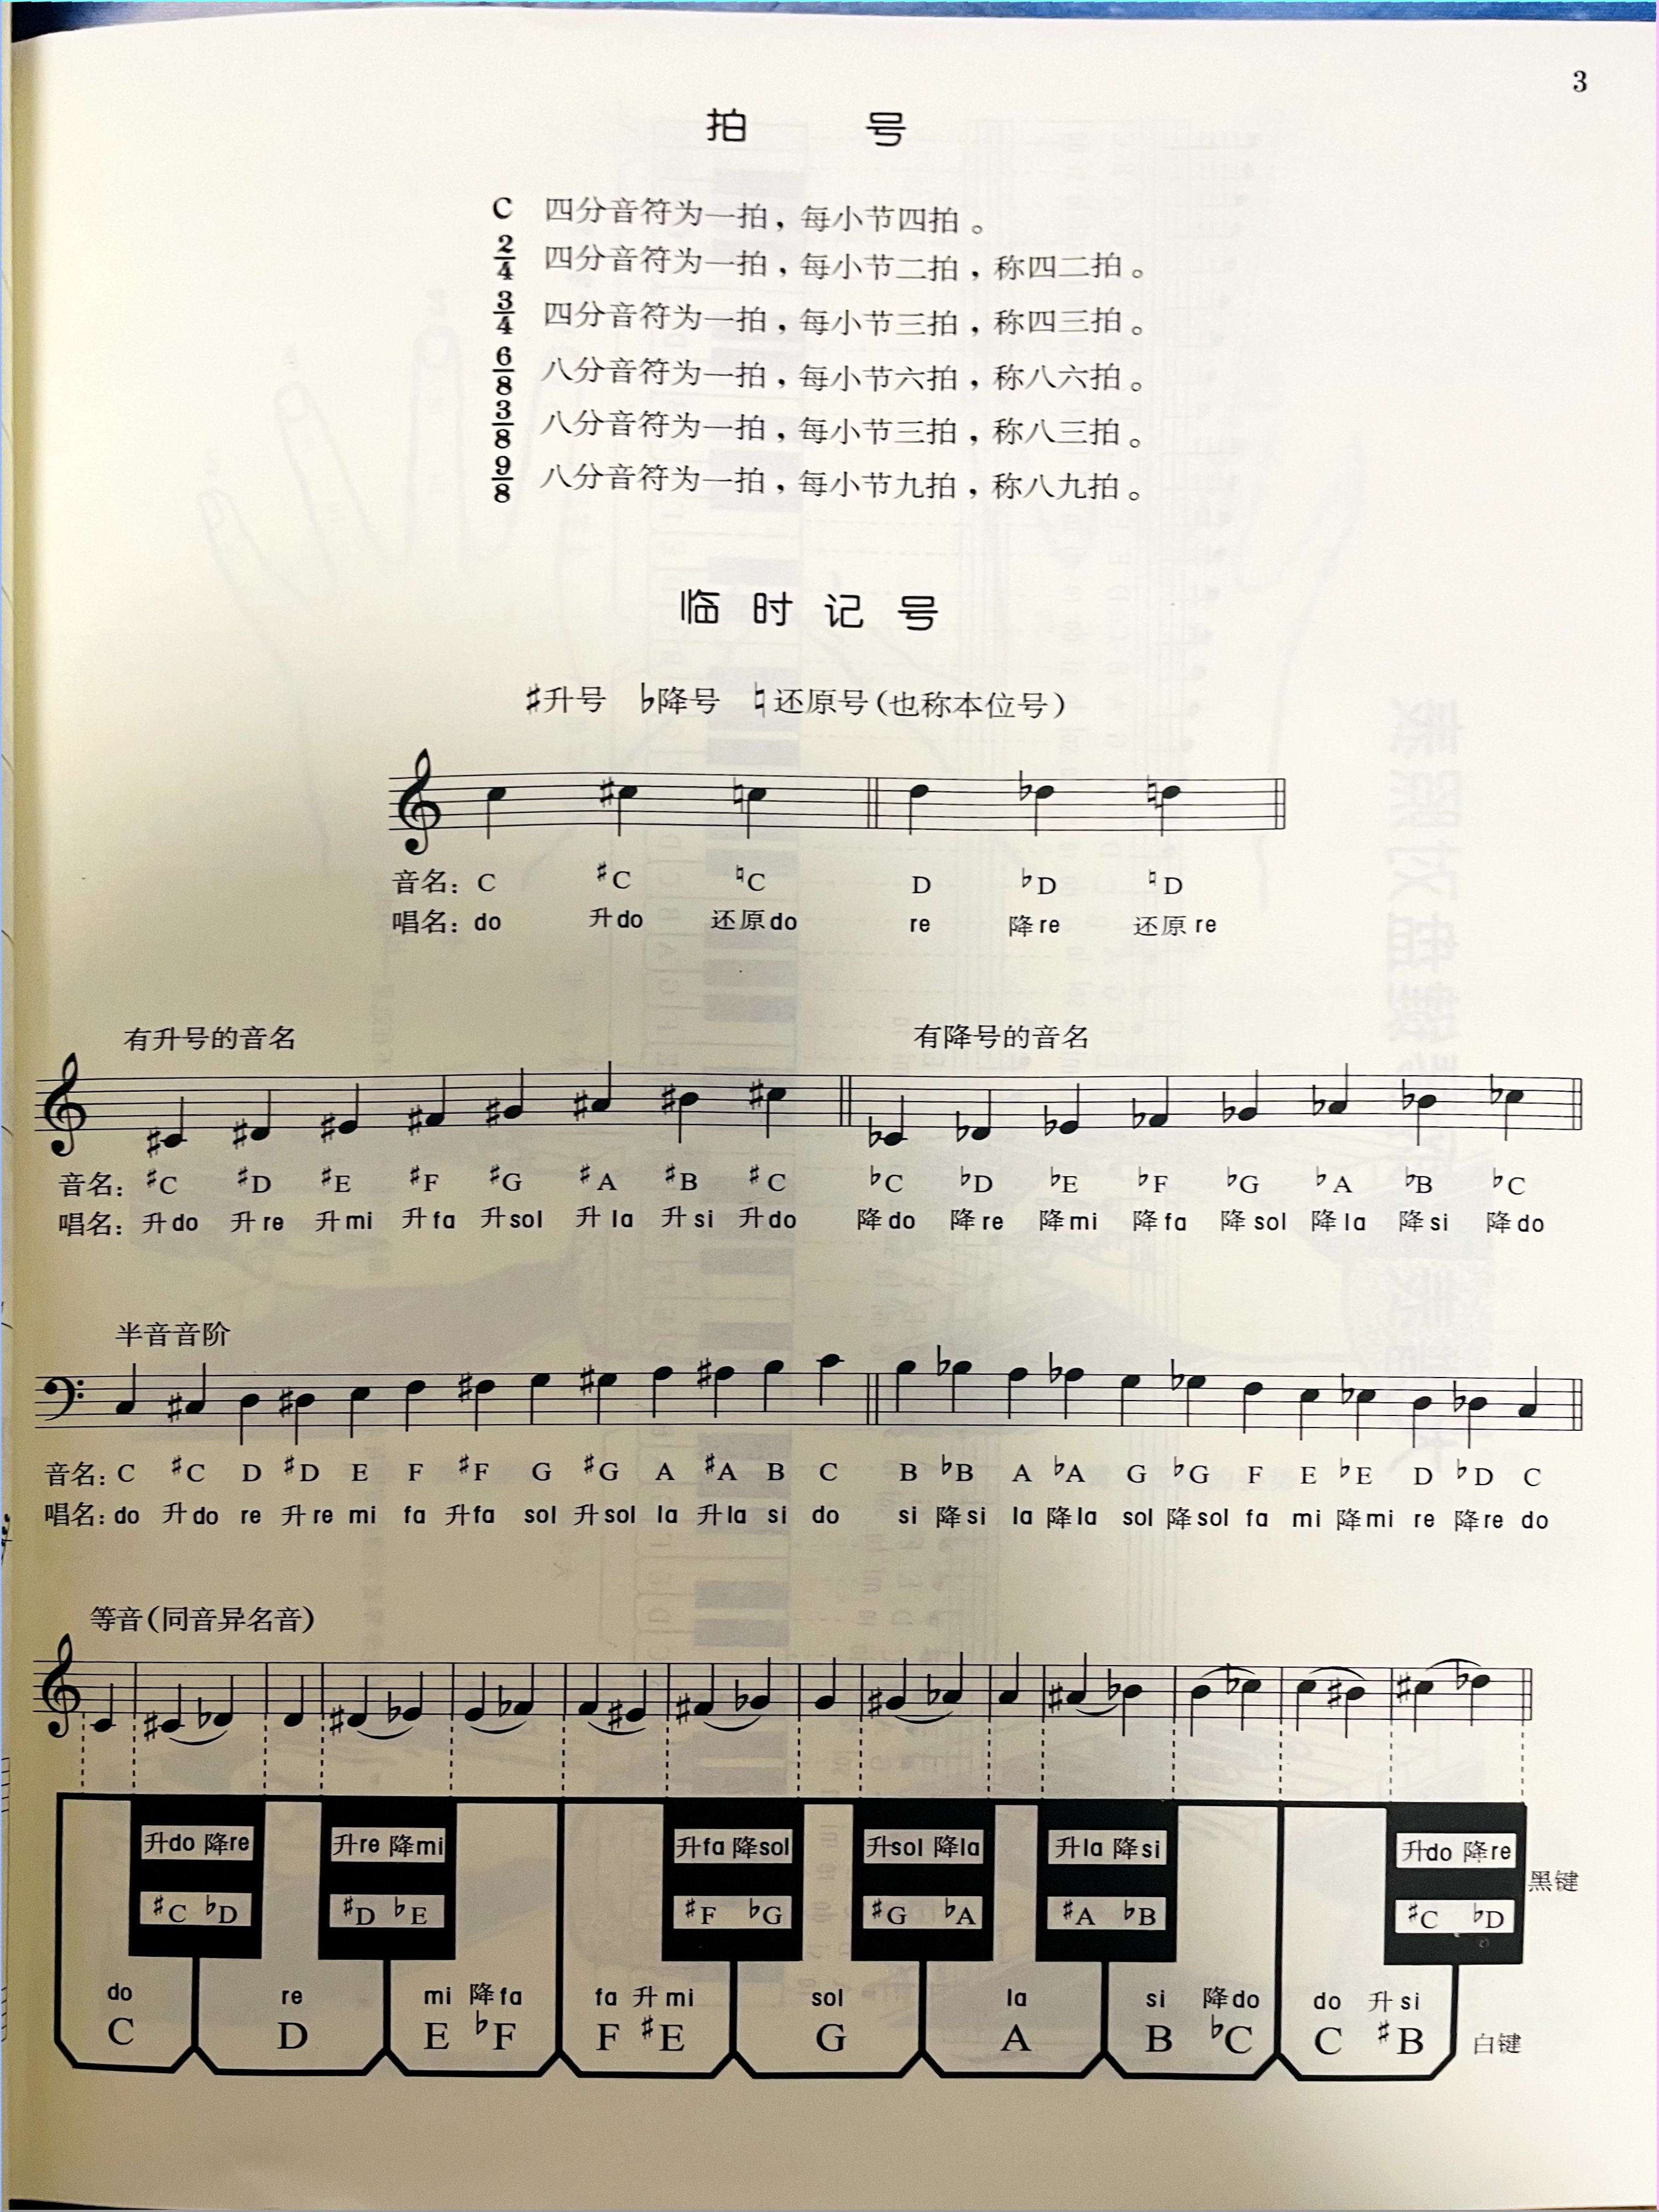 3
拍 号
C 四分音符为一拍，每小节四拍。
2/4 四分音符为一拍，每小节二拍，称四二拍。
3/4 四分音符为一拍，每小节三拍，称四三拍。
6/8 八分音符为一拍，每小节六拍，称八六拍。
3/8 八分音符为一拍，每小节三拍，称八三拍。
9/8 八分音符为一拍，每小节九拍，称八九拍。
临时记号
♯升号 ♭降号 ♮还原号(也称本位号)
音名：C ♯C ♮C D ♭D ♮D
唱名：do 升do 还原do re 降re 还原re
有升号的音名 有降号的音名
音名：♯C ♯D ♯E ♯F ♯G ♯A ♯B ♯C ♭C ♭D ♭E ♭F ♭G ♭A ♭B ♭C
唱名：升do 升re 升mi 升fa 升sol 升la 升si 升do 降do 降re 降mi 降fa 降sol 降la 降si 降do
半音音阶
音名：C ♯C D ♯D E F ♯F G ♯G A ♯A B C B ♭B A ♭A G ♭G F E ♭E D ♭D C
唱名：do 升do re 升re mi fa 升fa sol 升sol la 升la si do si 降si la 降la sol 降sol fa mi 降mi re 降re do
等音(同音异名音)
升do 降re 升re 降mi 升fa 降sol 升sol 降la 升la 降si 升do 降re
黑键
♯C ♭D ♯D ♭E ♯F ♭G ♯G ♭A ♯A ♭B ♯C ♭D
do re mi 降fa fa 升mi sol la si 降do do 升si
C D E ♭F F ♯E G A B ♭C C ♯B 白键